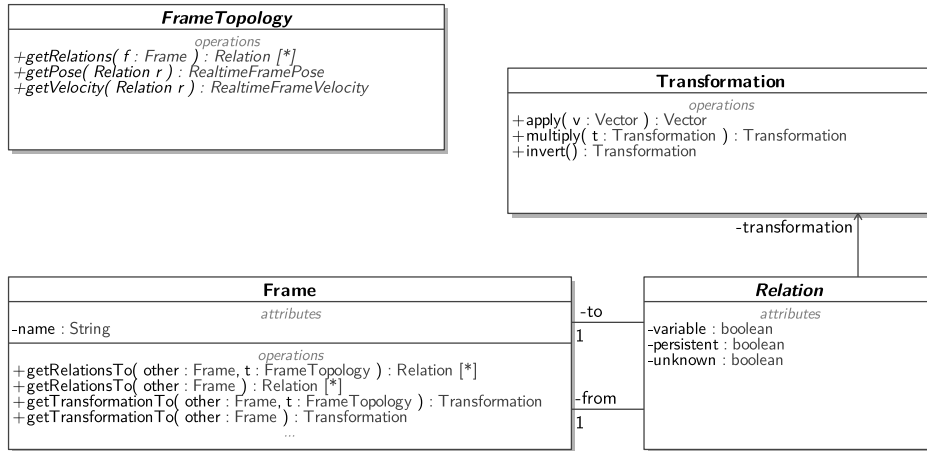 FrameTopology
operations
+getRelations( f : Frame ) : Relation [*]
+getPose( Relation r ) : RealtimeFramePose
+getVelocity( Relation r ) : RealtimeFrameVelocity
Transformation
operations
+apply( v : Vector ) : Vector
+multiply( t : Transformation ) : Transformation
+invert() : Transformation
-transformation
Frame
attributes
-name : String
operations
+getRelationsTo( other : Frame, t : FrameTopology ) : Relation [*]
+getRelationsTo( other : Frame ) : Relation [*]
+getTransformationTo( other : Frame, t : FrameTopology ) : Transformation
+getTransformationTo( other : Frame ) : Transformation
...
-to
1
-from
1
Relation
attributes
-variable : boolean
-persistent : boolean
-unknown : boolean